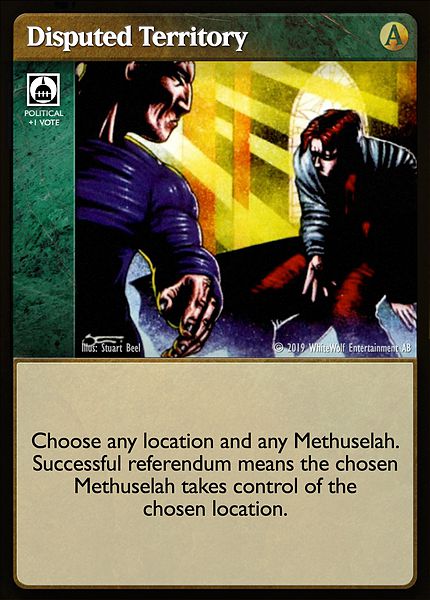 Disputed Territory
A
POLITICAL
+1 VOTE
Illus: Stuart Beel
© 2019 WhiteWolf Entertainment AB
Choose any location and any Methuselah.
Successful referendum means the chosen
Methuselah takes control of the
chosen location.